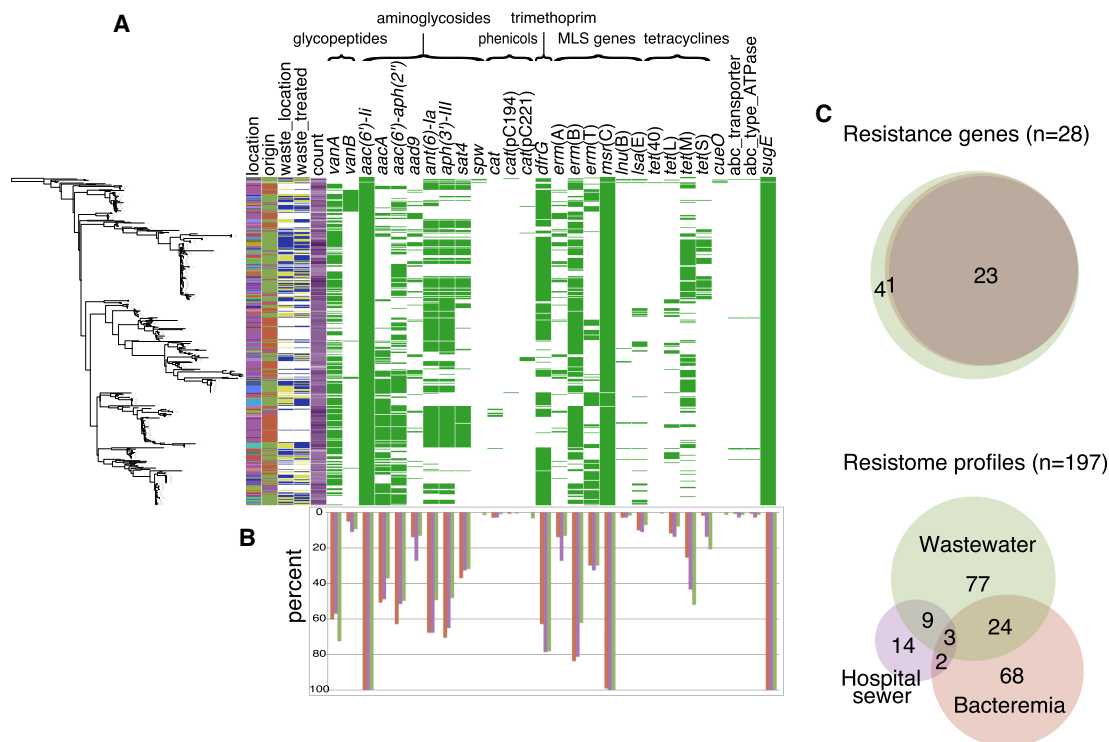 A
aminoglycosides
trimethoprim
glycopeptides
phenicols
MLS genes
tetracyclines
location
origin
waste_location
waste_treated
count
vanA
vanB
aac(6')-Ii
aacA
aac(6')-aph(2'')
aad9
ant(6)-Ia
aph(3')-III
sat4
spw
cat
cat(pC194)
cat(pC221)
dfrG
erm(A)
erm(B)
erm(T)
msr(C)
lnu(B)
lsa(E)
tet(40)
tet(L)
tet(M)
tet(S)
cueO
abc_transporter
abc_type_ATPase
sugE
B
percent
0
20
40
60
80
100
C
Resistance genes (n=28)
41
23
Resistome profiles (n=197)
Wastewater
77
9
24
3
14
2
68
Hospital
sewer
Bacteremia